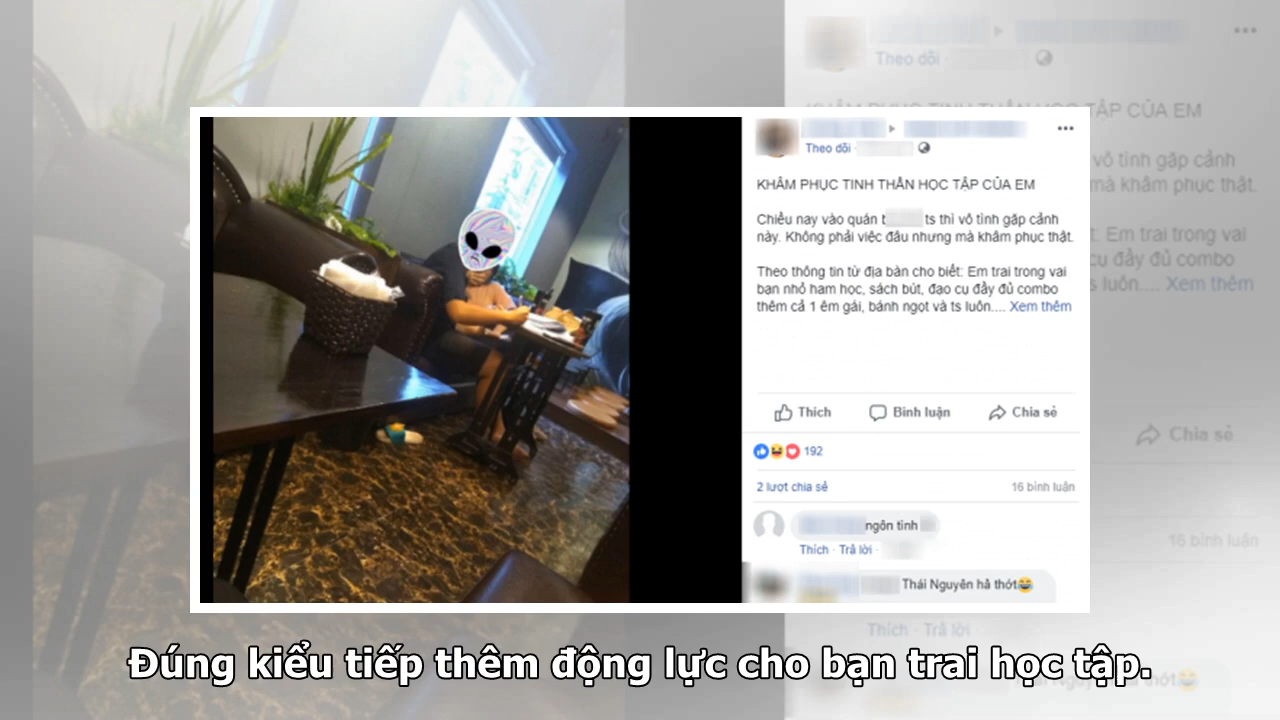 Theo dõi ·
KHÂM PHỤC TINH THẦN HỌC TẬP CỦA EM
Chiều nay vào quán t ts thì vô tình gặp cảnh
này. Không phải việc đâu nhưng mà khâm phục thật.
Theo thông tin từ địa bàn cho biết: Em trai trong vai
bạn nhỏ ham học, sách bút, đạo cụ đầy đủ combo
thêm cả 1 êm gái, bánh ngọt và ts luôn.... Xem thêm
Thích Bình luận Chia sẻ
192
2 lượt chia sẻ 16 bình luận
ngôn tình
Thích · Trả lời ·
Thái Nguyên hả thớt😂
Đúng kiểu tiếp thêm động lực cho bạn trai học tập.